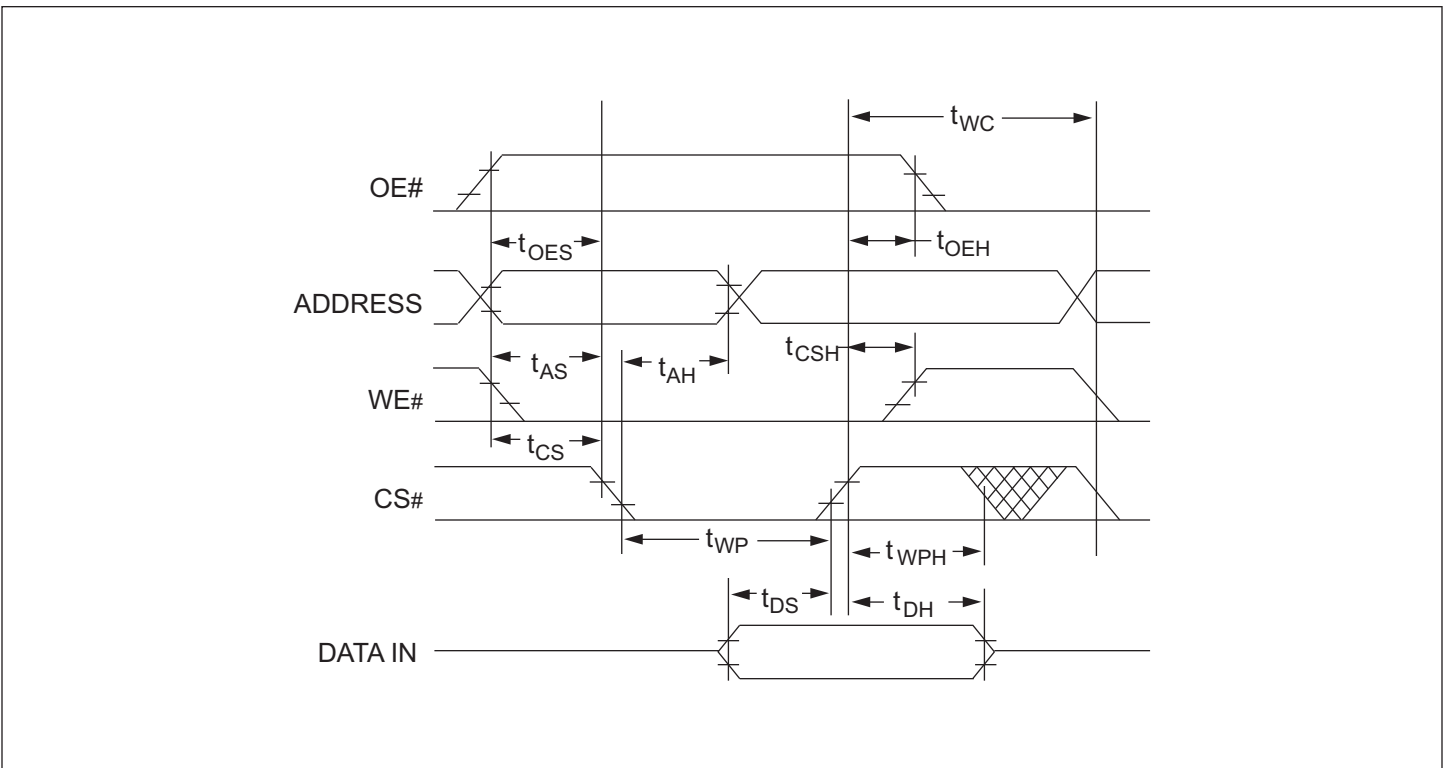 tWC
OE#
tOES
tOEH
ADDRESS
tCSH
tAS
tAH
WE#
tCS
CS#
tWP
tWPH
tDS
tDH
DATA IN